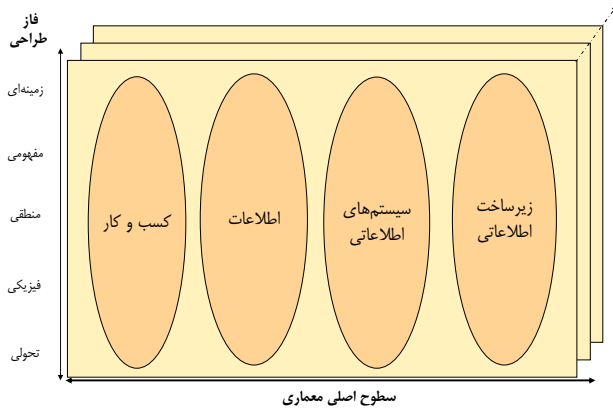 فاز
طراحی
زمینه‌ای
مفهومی
منطقی
فیزیکی
تحولی
کسب و کار
اطلاعات
سیستم‌های
اطلاعاتی
زیرساخت
اطلاعاتی
سطوح اصلی معماری